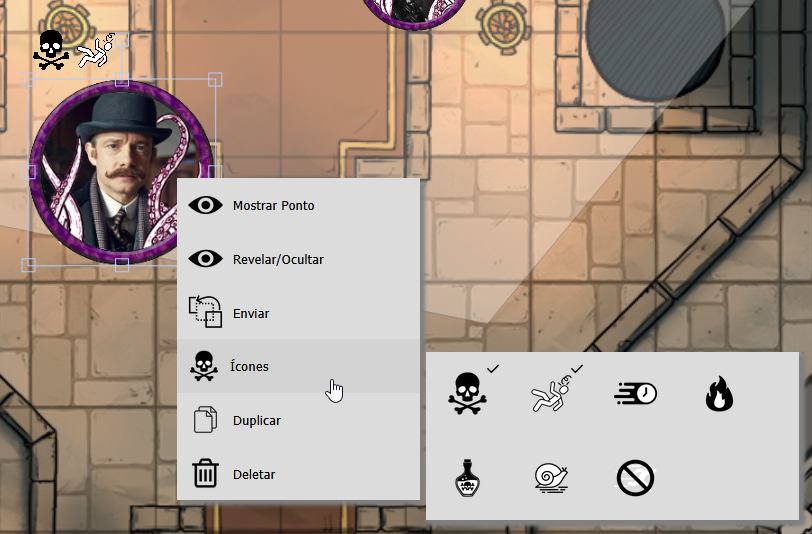 Mostrar Ponto
Revelar/Ocultar
Enviar
Ícones
Duplicar
Deletar